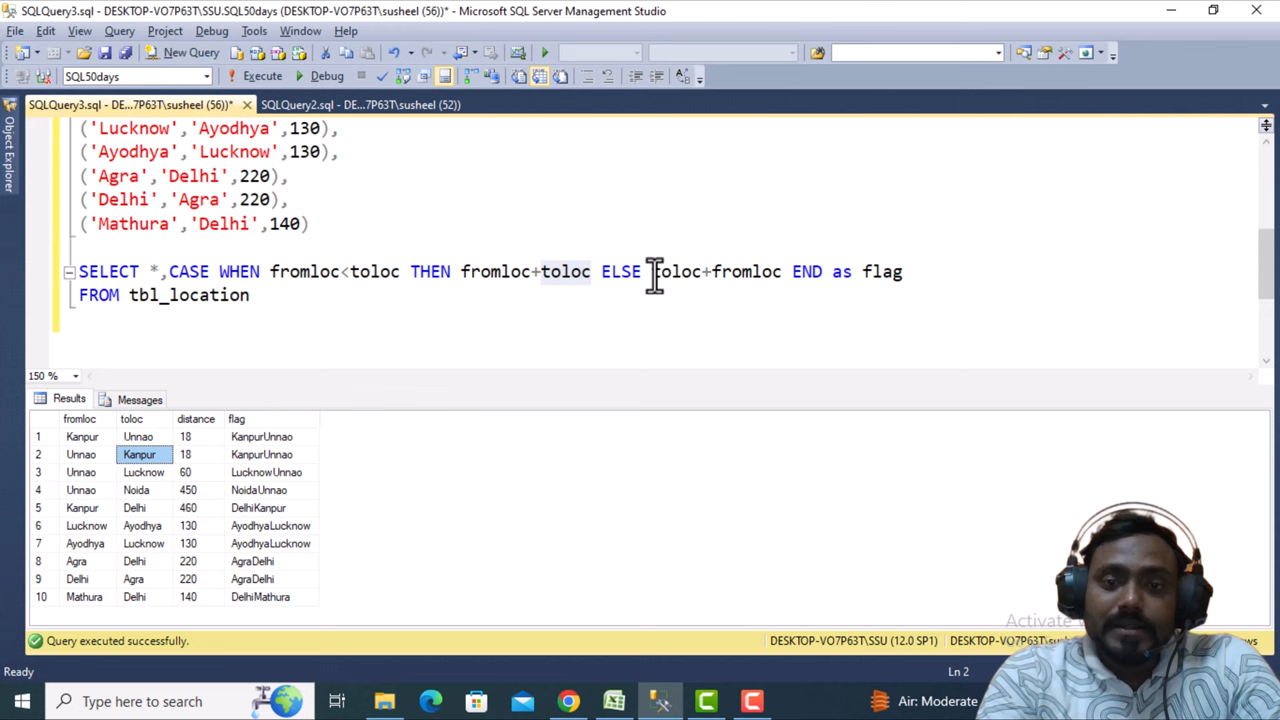 SQLQuery3.sql - DESKTOP-VO7P63T\SSU.SQL50days (DESKTOP-VO7P63T\susheel (56))* - Microsoft SQL Server Management Studio
File Edit View Query Project Debug Tools Window Help
New Query
SQL50days Execute Debug
SQLQuery3.sql - DE...7P63T\susheel (56))* SQLQuery2.sql - DE...7P63T\susheel (52))
Object Explorer
('Lucknow','Ayodhya',130),
('Ayodhya','Lucknow',130),
('Agra','Delhi',220),
('Delhi','Agra',220),
('Mathura','Delhi',140)
SELECT *,CASE WHEN fromloc<toloc THEN fromloc+toloc ELSE toloc+fromloc END as flag
FROM tbl_location
150 %
Results Messages
fromloc toloc distance flag
1 Kanpur Unnao 18 KanpurUnnao
2 Unnao Kanpur 18 KanpurUnnao
3 Unnao Lucknow 60 LucknowUnnao
4 Unnao Noida 450 NoidaUnnao
5 Kanpur Delhi 460 DelhiKanpur
6 Lucknow Ayodhya 130 AyodhyaLucknow
7 Ayodhya Lucknow 130 AyodhyaLucknow
8 Agra Delhi 220 AgraDelhi
9 Delhi Agra 220 AgraDelhi
10 Mathura Delhi 140 DelhiMathura
Activate
Query executed successfully. DESKTOP-VO7P63T\SSU (12.0 SP1) DESKTOP-VO7P63T\
Ready Ln 2
Type here to search Air: Moderate